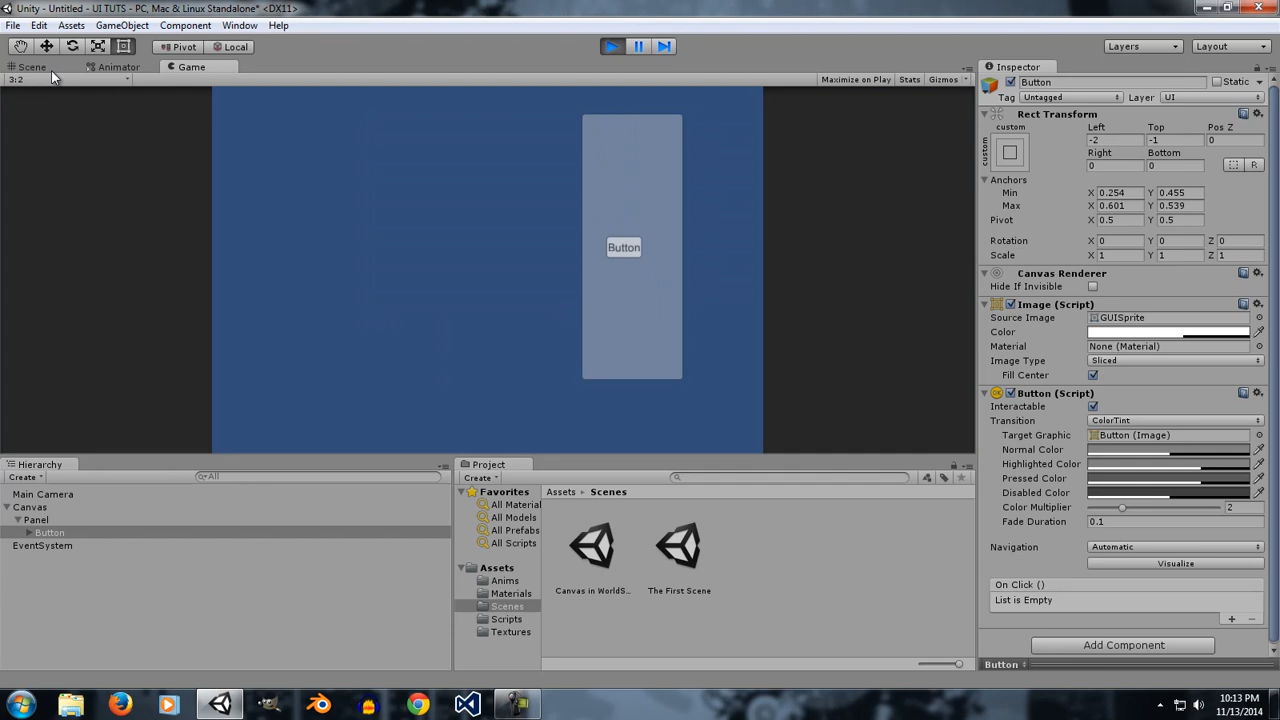 Unity - Untitled - UI TUTS - PC, Mac & Linux Standalone* <DX11>
File Edit Assets GameObject Component Window Help
Pivot Local Layers Layout
Scene Animator Game
3:2 Maximize on Play Stats Gizmos
Button
Inspector
Button Static
Tag Untagged Layer UI
Rect Transform
custom Left Top Pos Z
custom -2 -1 0
Right Bottom
0 0 R
Anchors
Min X 0.254 Y 0.455
Max X 0.601 Y 0.539
Pivot X 0.5 Y 0.5
Rotation X 0 Y 0 Z 0
Scale X 1 Y 1 Z 1
Canvas Renderer
Hide If Invisible
Image (Script)
Source Image GUISprite
Color
Material None (Material)
Image Type Sliced
Fill Center
Button (Script)
Interactable
Transition ColorTint
Target Graphic Button (Image)
Normal Color
Highlighted Color
Pressed Color
Disabled Color
Color Multiplier 2
Fade Duration 0.1
Navigation Automatic
Visualize
On Click ()
List is Empty
+ -
Add Component
Button
Hierarchy
Create All
Main Camera
Canvas
Panel
Button
EventSystem
Project
Create
Favorites
All Material
All Models
All Prefabs
All Scripts
Assets
Anims
Materials
Scenes
Scripts
Textures
Assets Scenes
Canvas in WorldS...
The First Scene
10:13 PM
11/13/2014